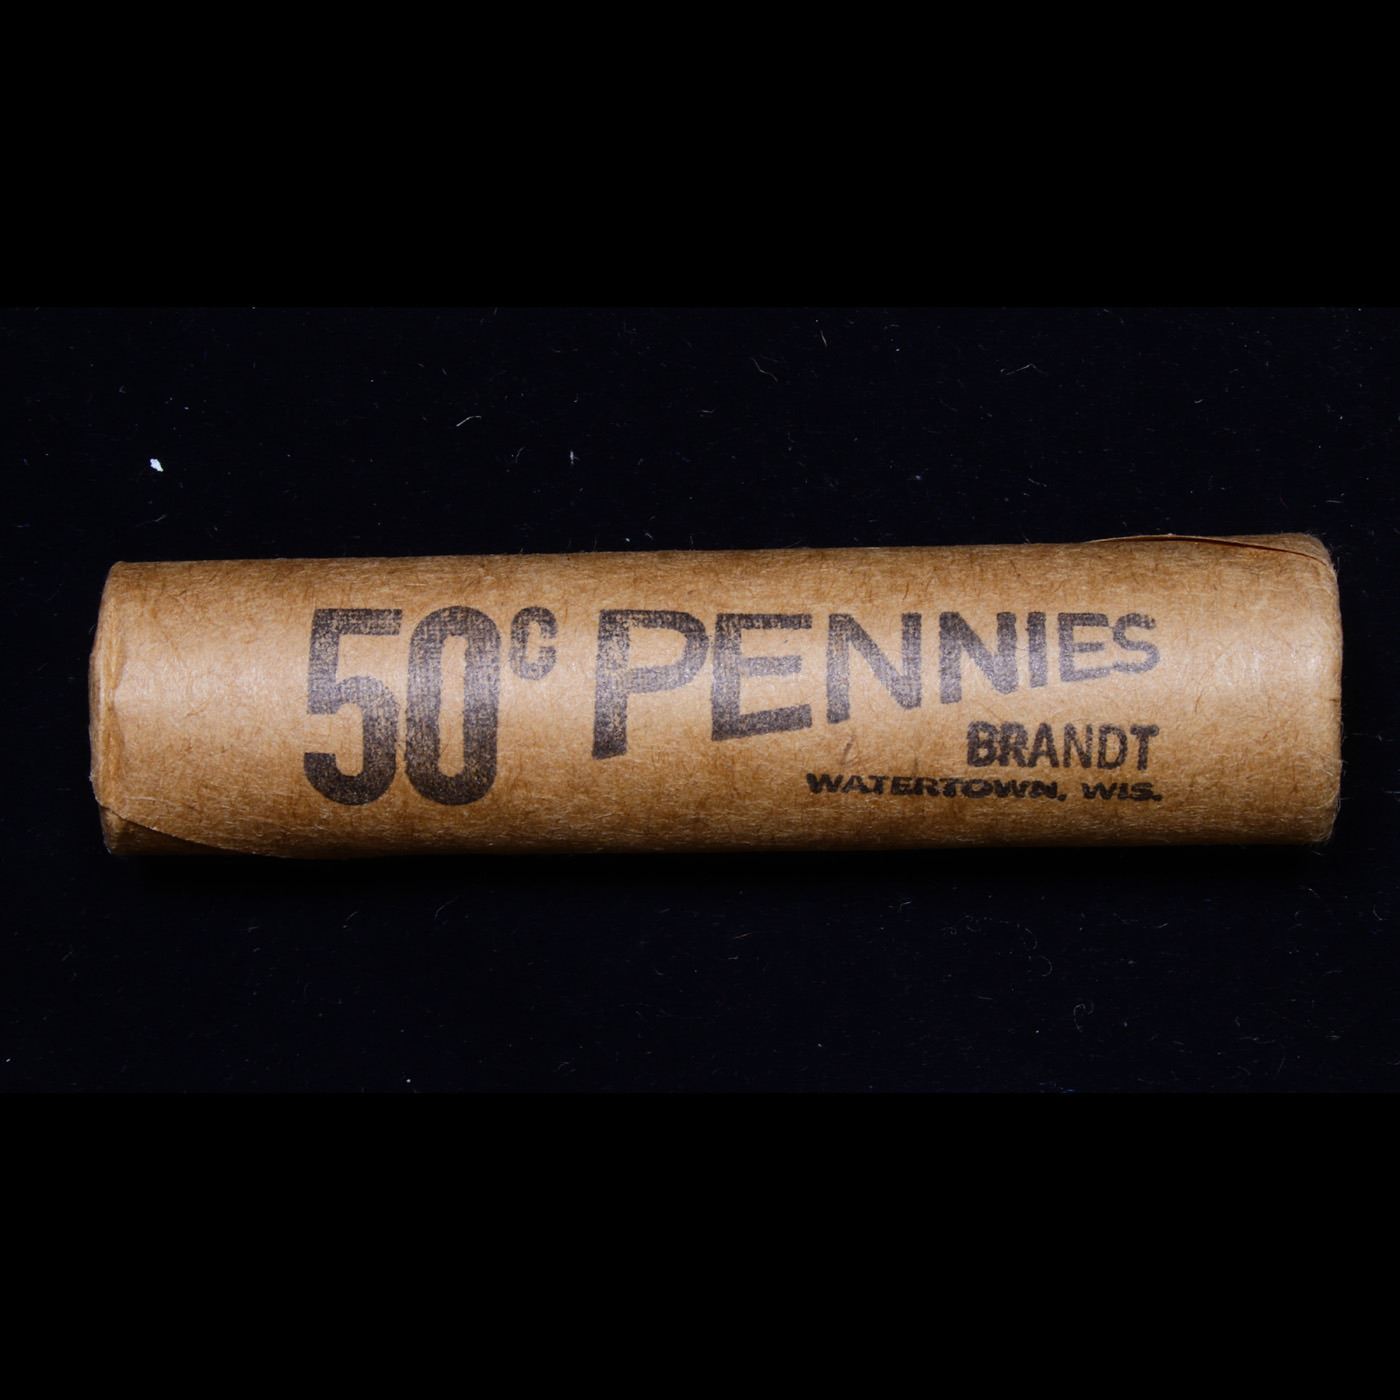 50¢ PENNIES
BRANDT
WATERTOWN, WIS.